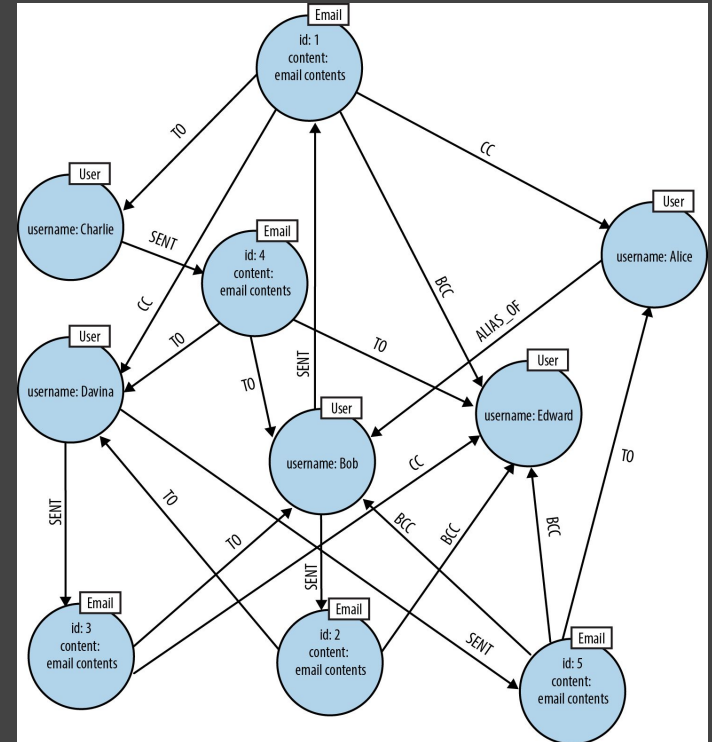 Email
id: 1
content:
email contents
TO
CC
User
username: Charlie
SENT
Email
id: 4
content:
email contents
User
username: Alice
CC
BCC
ALIAS_OF
TO
TO
TO
SENT
User
username: Davina
User
username: Edward
User
username: Bob
CC
TO
SENT
TO
TO
BCC
BCC
BCC
SENT
SENT
Email
id: 3
content:
email contents
Email
id: 2
content:
email contents
Email
id: 5
content:
email contents